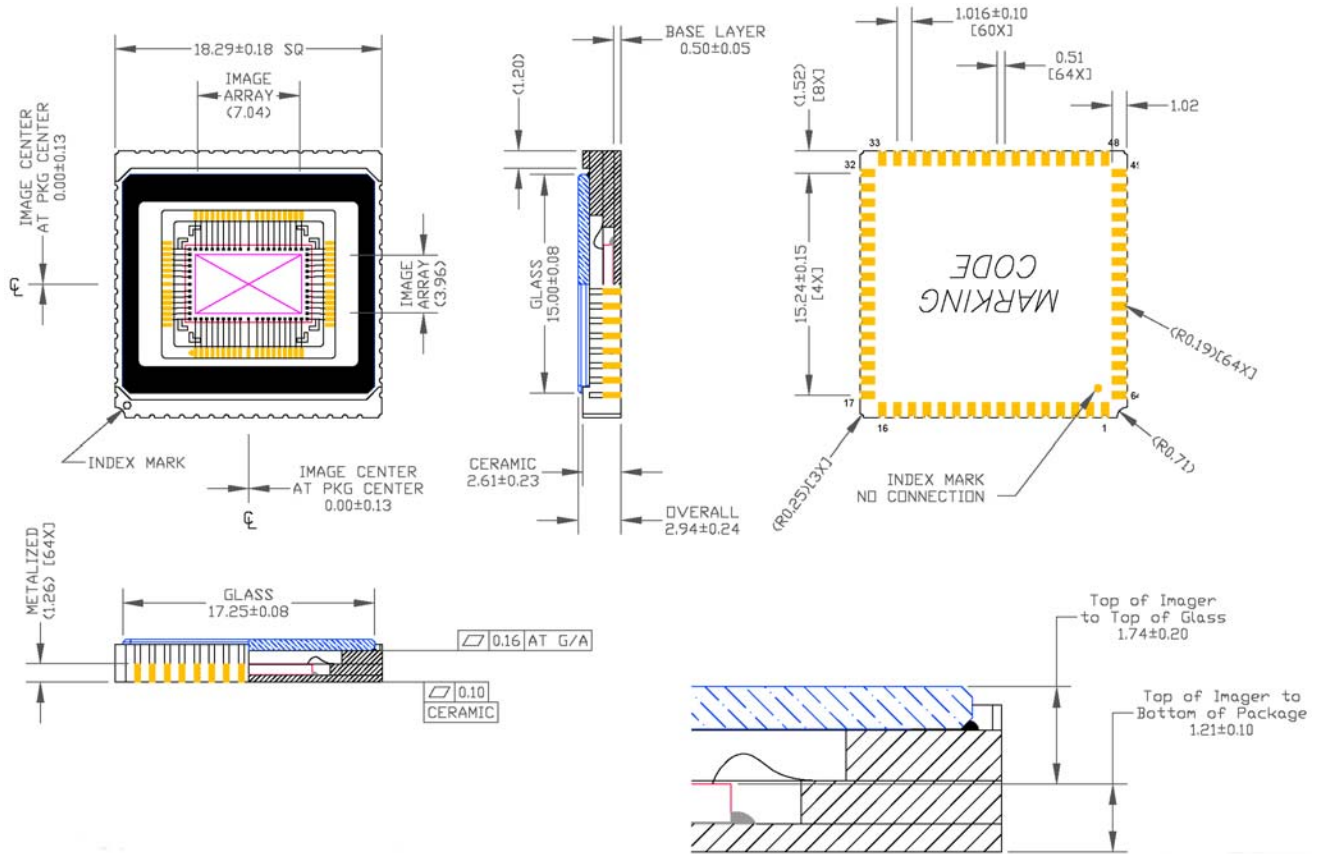 18.29±0.18 SQ
IMAGE
ARRAY
(7.04)
IMAGE CENTER
AT PKG CENTER
0.00±0.13
℄
IMAGE
ARRAY
(3.96)
INDEX MARK
IMAGE CENTER
AT PKG CENTER
0.00±0.13
℄
BASE LAYER
0.50±0.05
(1.20)
GLASS
15.00±0.08
CERAMIC
2.61±0.23
OVERALL
2.94±0.24
1.016±0.10
[60X]
0.51
[64X]
1.02
(1.52)
[8X]
33
48
32
15.24±0.15
[4X]
MARKING
CODE
(R0.19)[64X]
17
64
16
1
(R0.25)[3X]
INDEX MARK
NO CONNECTION
(R0.71)
METALIZED
(1.26) [64X]
GLASS
17.25±0.08
0.16 AT G/A
0.10
CERAMIC
Top of Imager
to Top of Glass
1.74±0.20
Top of Imager to
Bottom of Package
1.21±0.10